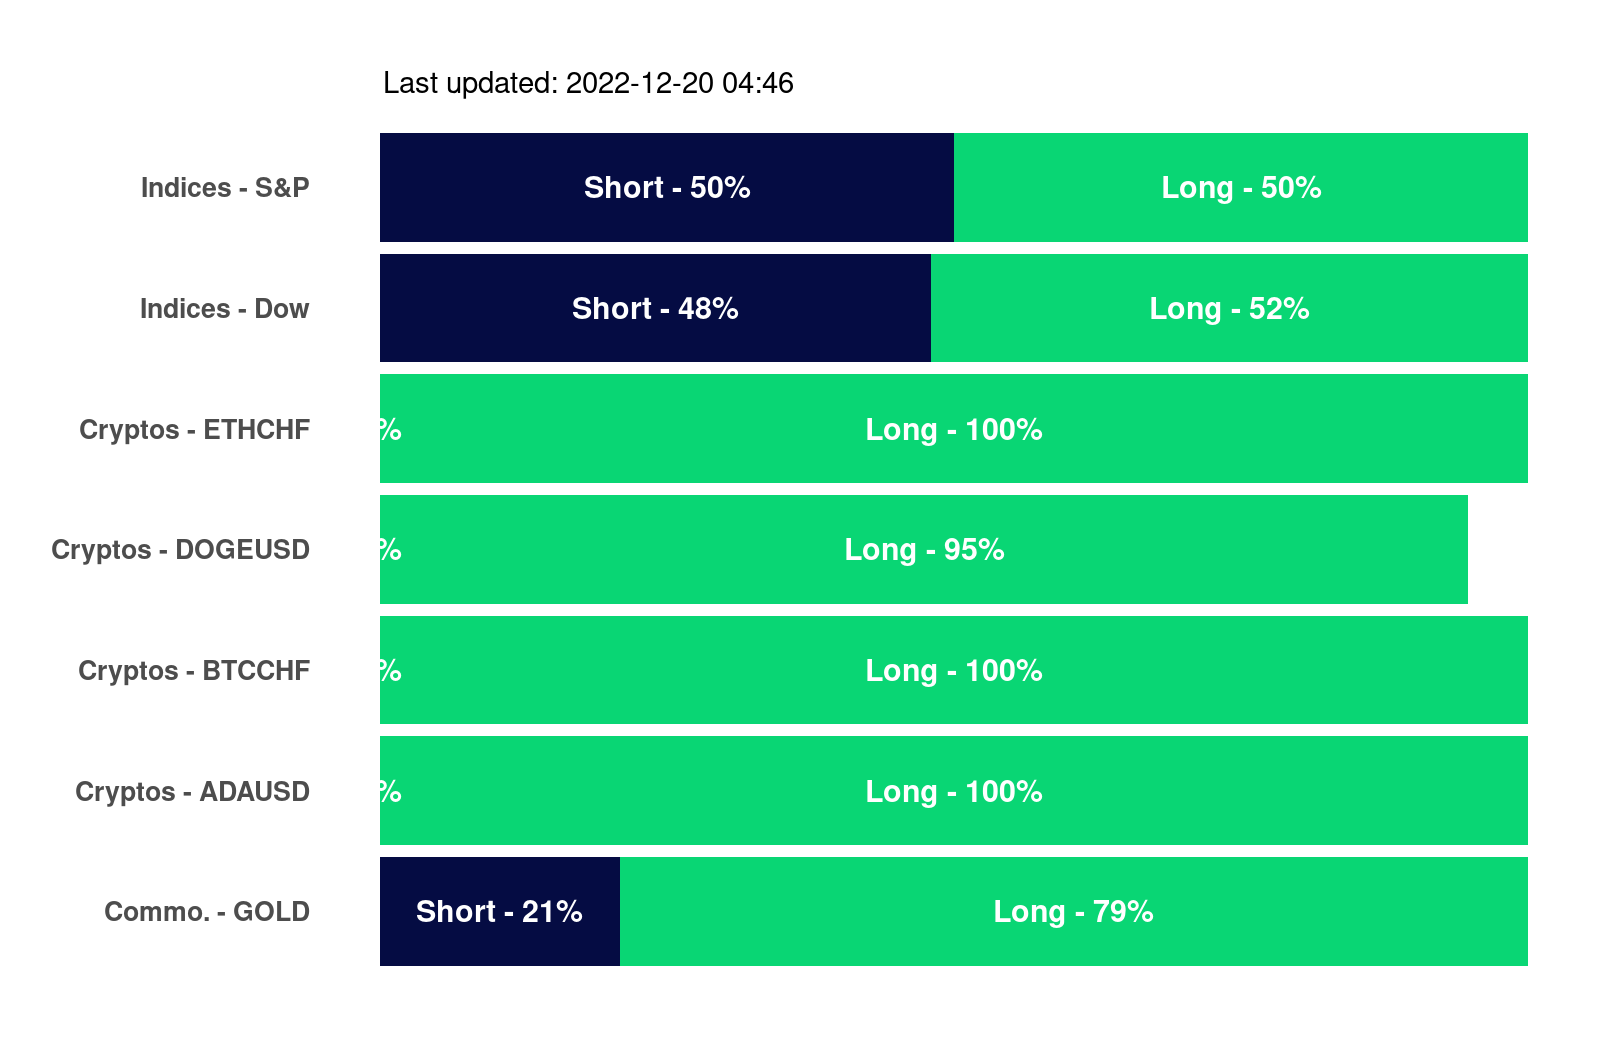 Last updated: 2022-12-20 04:46
Indices - S&P Short - 50% Long - 50%
Indices - Dow Short - 48% Long - 52%
Cryptos - ETHCHF % Long - 100%
Cryptos - DOGEUSD % Long - 95%
Cryptos - BTCCHF % Long - 100%
Cryptos - ADAUSD % Long - 100%
Commo. - GOLD Short - 21% Long - 79%